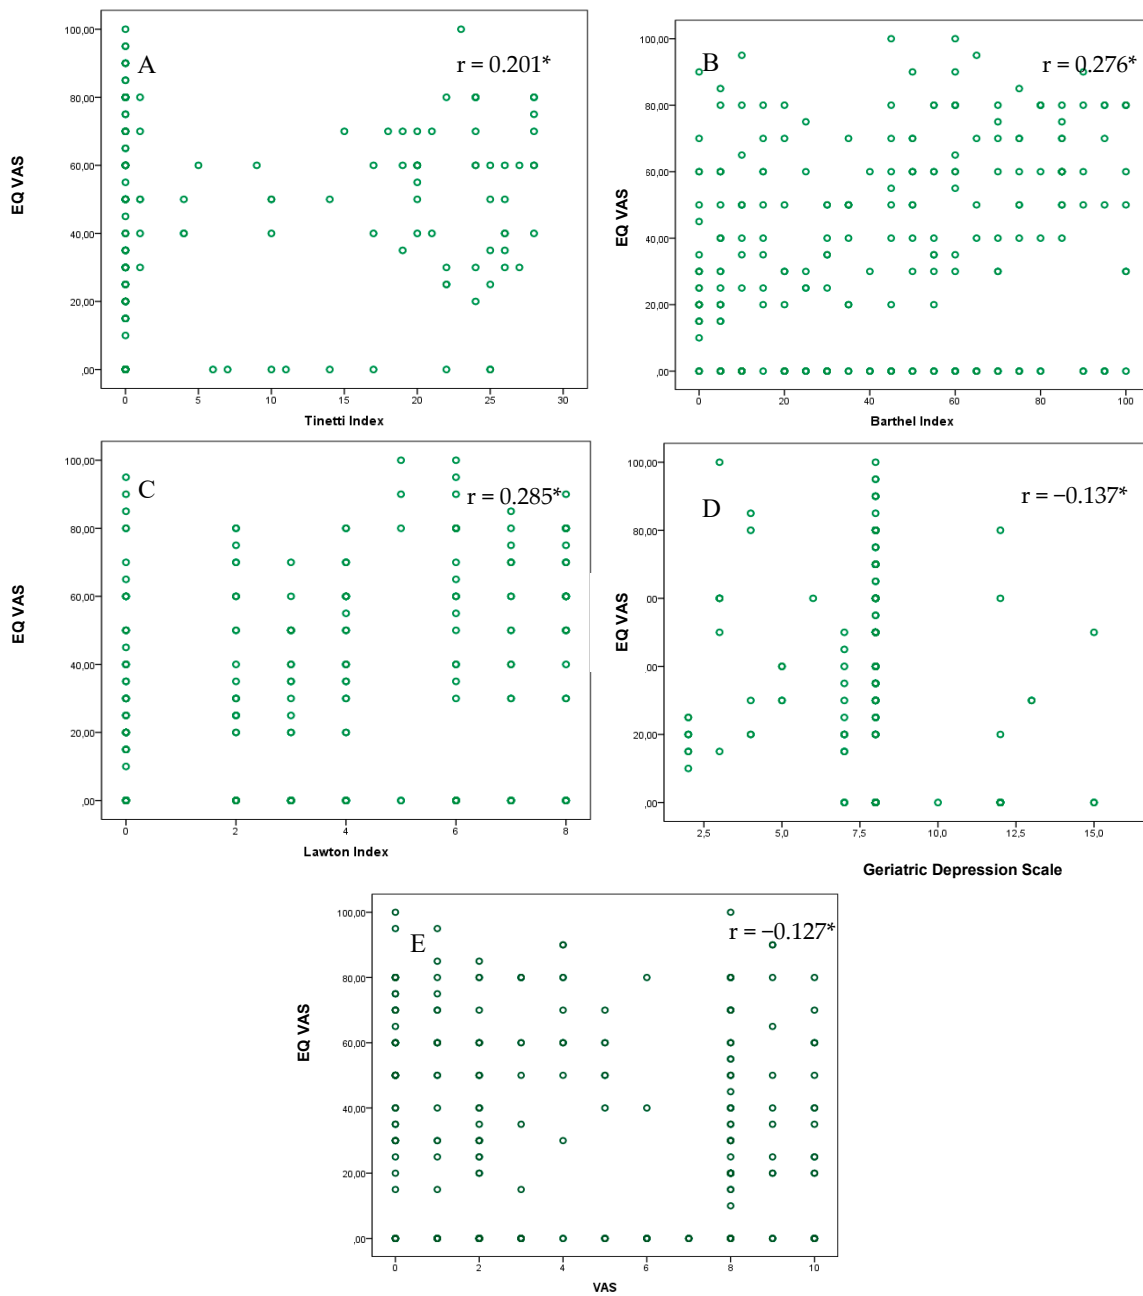 100,00
80,00
60,00
40,00
20,00
,00
EQ VAS
A
r = 0.201*
0 5 10 15 20 25 30
Tinetti Index
100,00
80,00
60,00
40,00
20,00
,00
EQ VAS
B
r = 0.276*
0 20 40 60 80 100
Barthel Index
100,00
80,00
60,00
40,00
20,00
,00
EQ VAS
C
r = 0.285*
0 2 4 6 8
Lawton Index
100,00
80,00
00,00
00,00
20,00
,00
EQ VAS
D
r = −0.137*
2,5 5,0 7,5 10,0 12,5 15,0
Geriatric Depression Scale
100,00
80,00
60,00
40,00
20,00
,00
EQ VAS
E
r = −0.127*
0 2 4 6 8 10
VAS